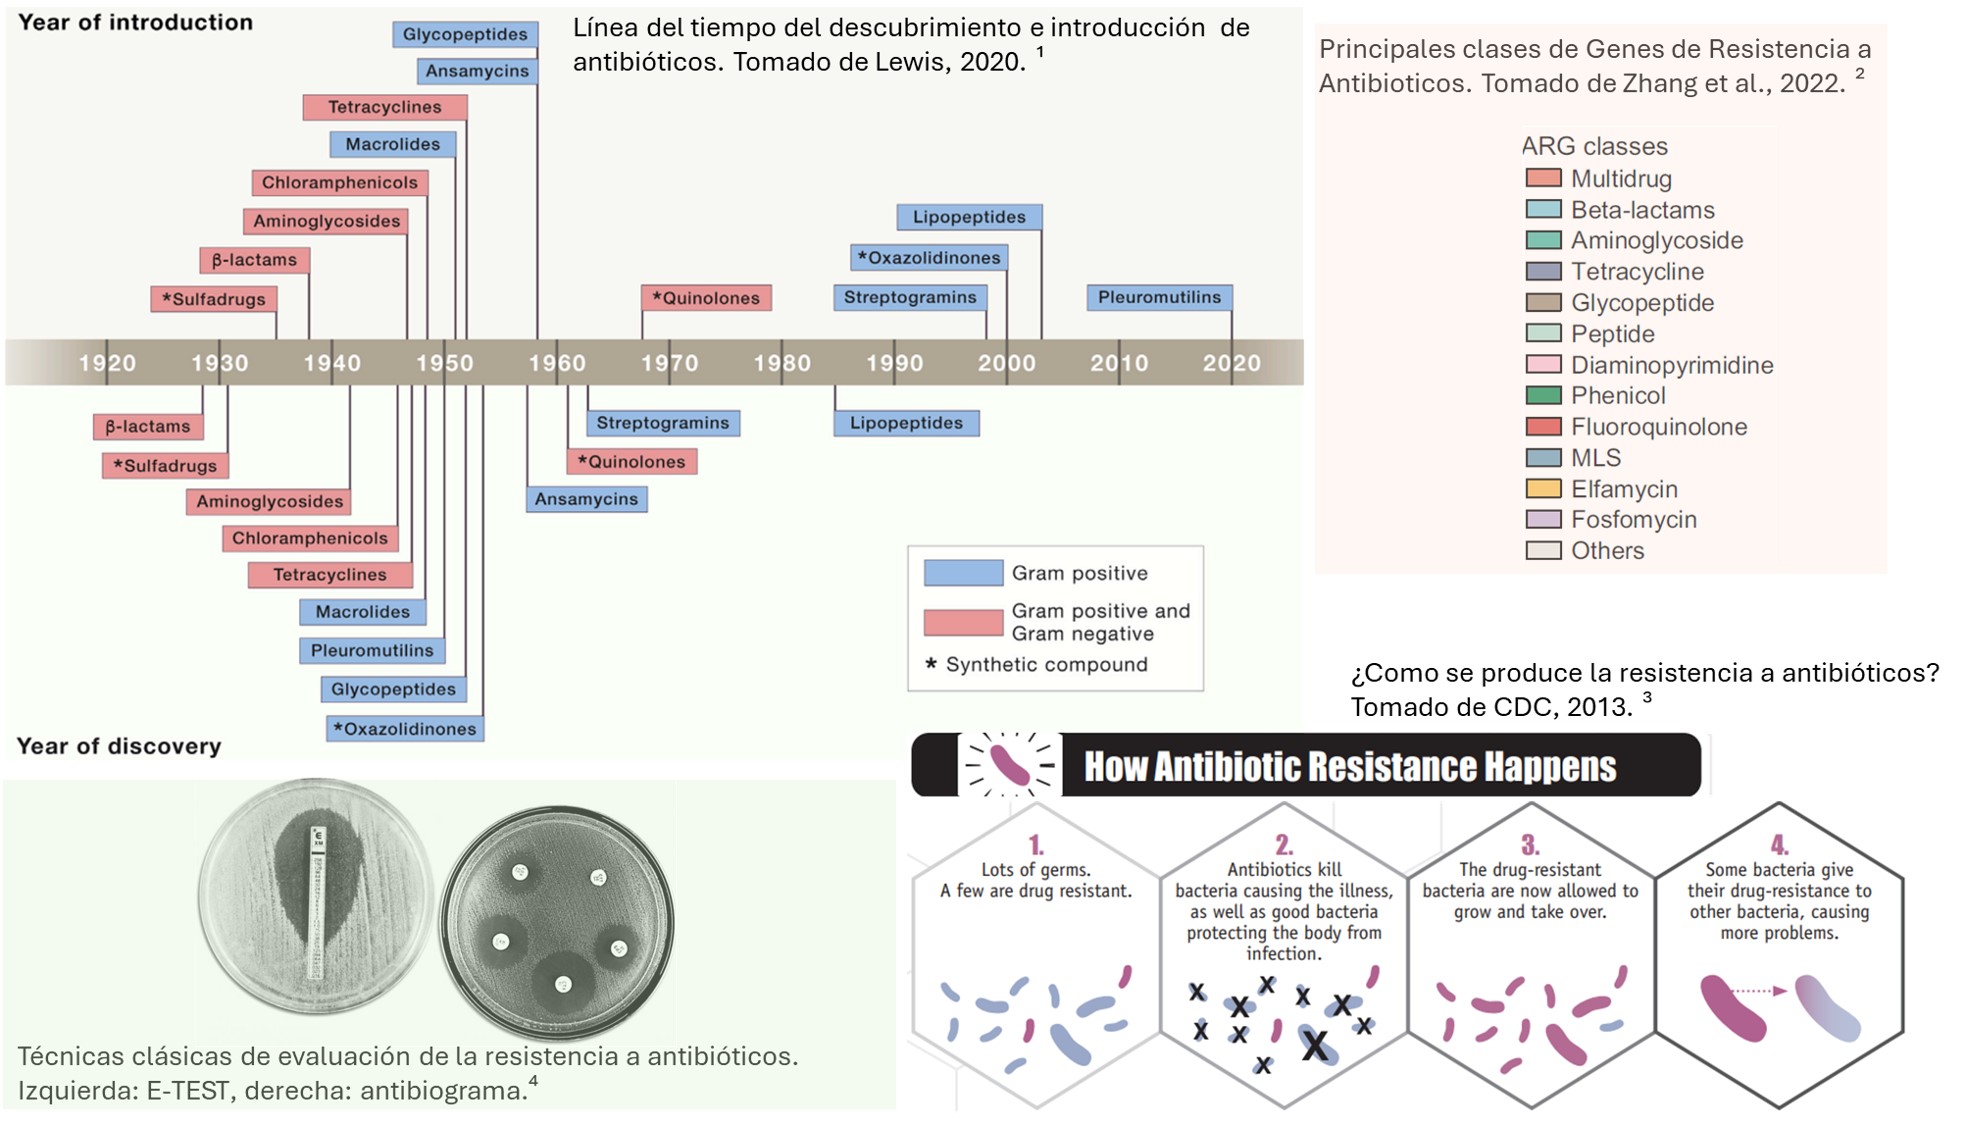 Year of introduction
Línea del tiempo del descubrimiento e introducción de
antibióticos. Tomado de Lewis, 2020. ¹
Glycopeptides
Ansamycins
Tetracyclines
Macrolides
Chloramphenicols
Aminoglycosides
β-lactams
*Sulfadrugs
*Quinolones
Lipopeptides
*Oxazolidinones
Streptogramins
Pleuromutilins
1920 1930 1940 1950 1960 1970 1980 1990 2000 2010 2020
β-lactams
*Sulfadrugs
Aminoglycosides
Chloramphenicols
Tetracyclines
Macrolides
Pleuromutilins
Glycopeptides
*Oxazolidinones
Streptogramins
*Quinolones
Ansamycins
Lipopeptides
Gram positive
Gram positive and
Gram negative
* Synthetic compound
Year of discovery
Principales clases de Genes de Resistencia a
Antibioticos. Tomado de Zhang et al., 2022. ²
ARG classes
Multidrug
Beta-lactams
Aminoglycoside
Tetracycline
Glycopeptide
Peptide
Diaminopyrimidine
Phenicol
Fluoroquinolone
MLS
Elfamycin
Fosfomycin
Others
¿Como se produce la resistencia a antibióticos?
Tomado de CDC, 2013. ³
How Antibiotic Resistance Happens
1.
Lots of germs.
A few are drug resistant.
2.
Antibiotics kill
bacteria causing the illness,
as well as good bacteria
protecting the body from
infection.
3.
The drug-resistant
bacteria are now allowed to
grow and take over.
4.
Some bacteria give
their drug-resistance to
other bacteria, causing
more problems.
Técnicas clásicas de evaluación de la resistencia a antibióticos.
Izquierda: E-TEST, derecha: antibiograma.⁴